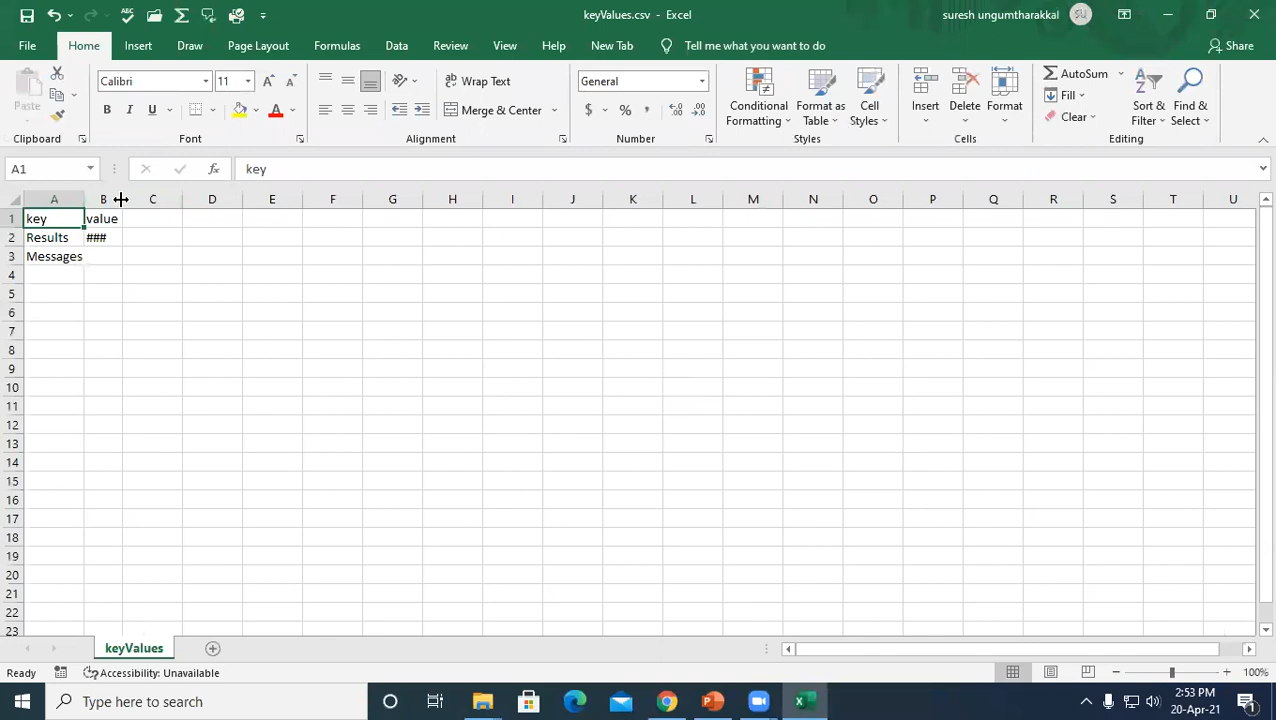 keyValues.csv - Excel
suresh ungumtharakkal SU
File Home Insert Draw Page Layout Formulas Data Review View Help New Tab Tell me what you want to do Share
Paste
Calibri 11
Wrap Text
General
AutoSum
Conditional Formatting
Format as Table
Cell Styles
Insert
Delete
Format
Fill
Sort & Filter
Find & Select
B I U A
Merge & Center
$ % ,
Clear
Clipboard Font Alignment Number Styles Cells Editing
A1 fx key
A B C D E F G H I J K L M N O P Q R S T U
1 key value
2 Results ###
3 Messages
4
5
6
7
8
9
10
11
12
13
14
15
16
17
18
19
20
21
22
23
keyValues
Ready Accessibility: Unavailable 100%
Type here to search
2:53 PM
20-Apr-21
1